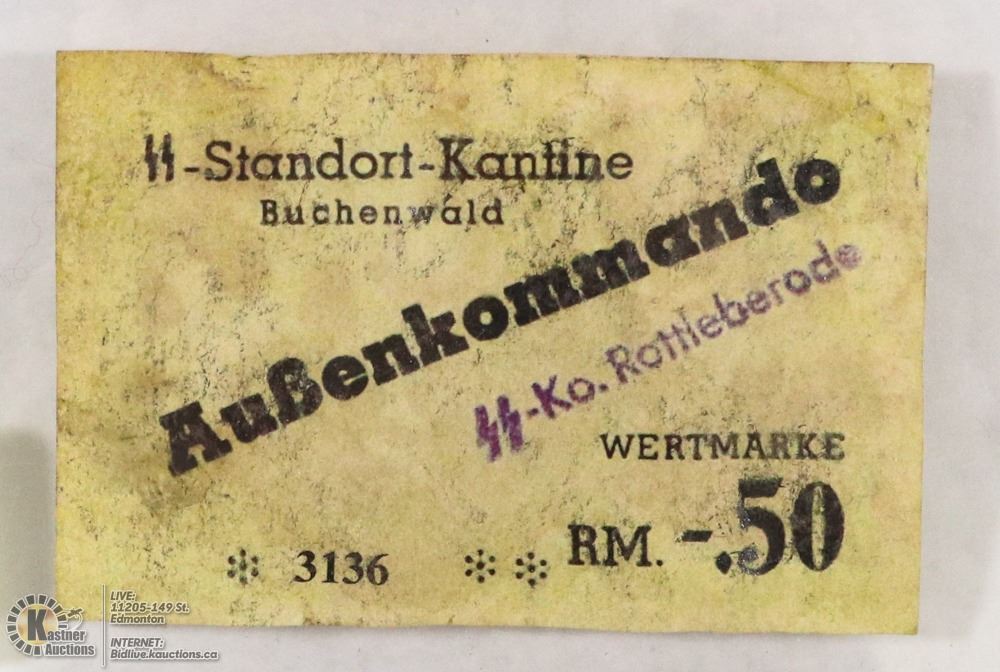 ᛋᛋ-Standort-Kantine
Buchenwald
Außenkommando
ᛋᛋ-Ko. Rottleberode
WERTMARKE
3136
RM. -.50
Kastner
Auctions
LIVE:
11205-149 St.
Edmonton
INTERNET:
Bidlive.kauctions.ca